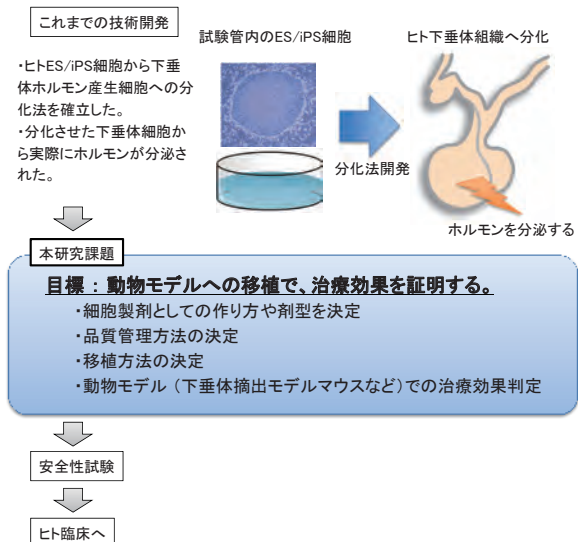 これまでの技術開発
試験管内のES/iPS細胞
ヒト下垂体組織へ分化
・ヒトES/iPS細胞から下垂
体ホルモン産生細胞への分
化法を確立した。
・分化させた下垂体細胞か
ら実際にホルモンが分泌さ
れた。
分化法開発
ホルモンを分泌する
本研究課題
目標：動物モデルへの移植で、治療効果を証明する。
・細胞製剤としての作り方や剤型を決定
・品質管理方法の決定
・移植方法の決定
・動物モデル（下垂体摘出モデルマウスなど）での治療効果判定
安全性試験
ヒト臨床へ